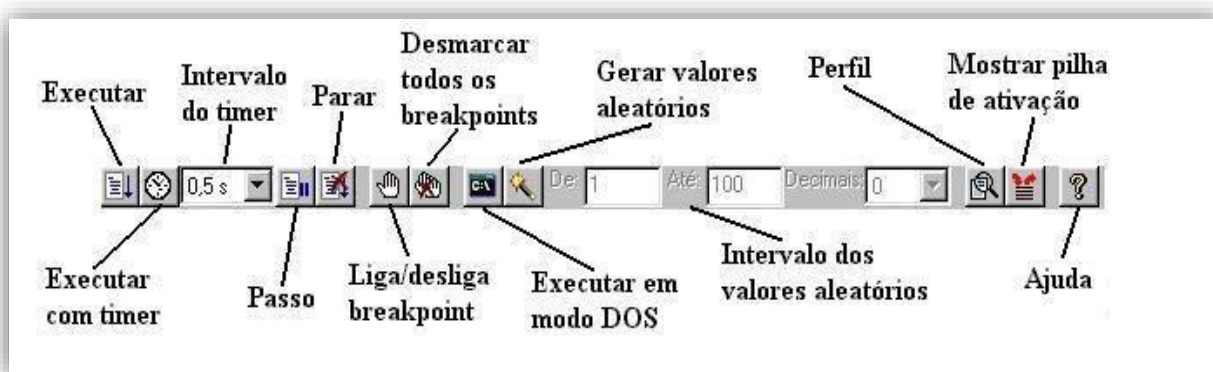 Executar
Intervalo
do timer
Parar
Desmarcar
todos os
breakpoints
Gerar valores
aleatórios
Perfil
Mostrar pilha
de ativação
0,5 s
C:\
De:
1
Até:
100
Decimais:
0
?
Executar
com timer
Passo
Liga/desliga
breakpoint
Executar em
modo DOS
Intervalo dos
valores aleatórios
Ajuda